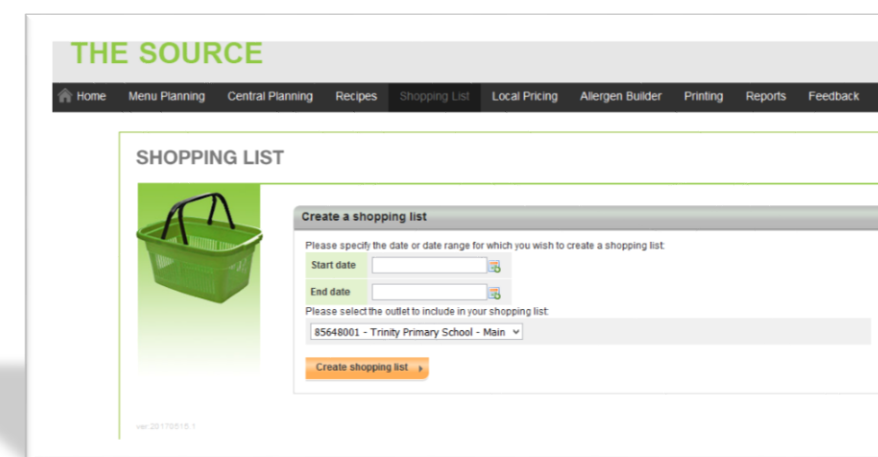 THE SOURCE
Home Menu Planning Central Planning Recipes Shopping List Local Pricing Allergen Builder Printing Reports Feedback
SHOPPING LIST
Create a shopping list
Please specify the date or date range for which you wish to create a shopping list:
Start date
End date
Please select the outlet to include in your shopping list:
85648001 - Trinity Primary School - Main
Create shopping list
ver.20170515.1